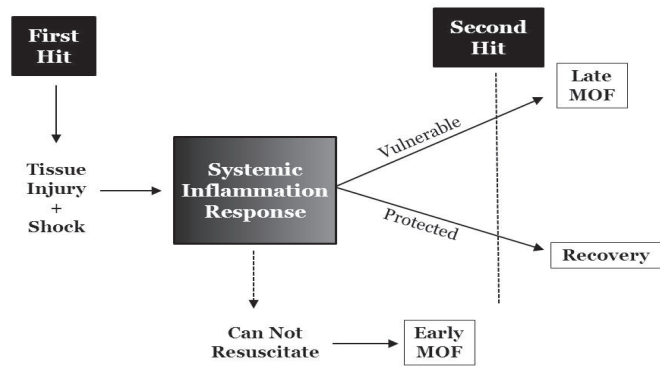 First
Hit
Second
Hit
Late
MOF
Vulnerable
Tissue
Injury
+
Shock
Systemic
Inflammation
Response
Protected
Recovery
Can Not
Resuscitate
Early
MOF